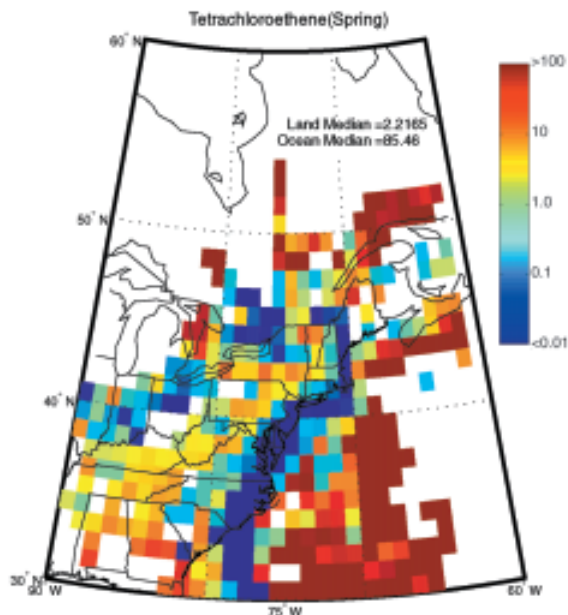 Tetrachloroethene(Spring)
60° N
>100
Land Median =2.2165
Ocean Median =85.46
10
50° N
1.0
0.1
<0.01
40° N
30° N
90° W
75° W
60° W